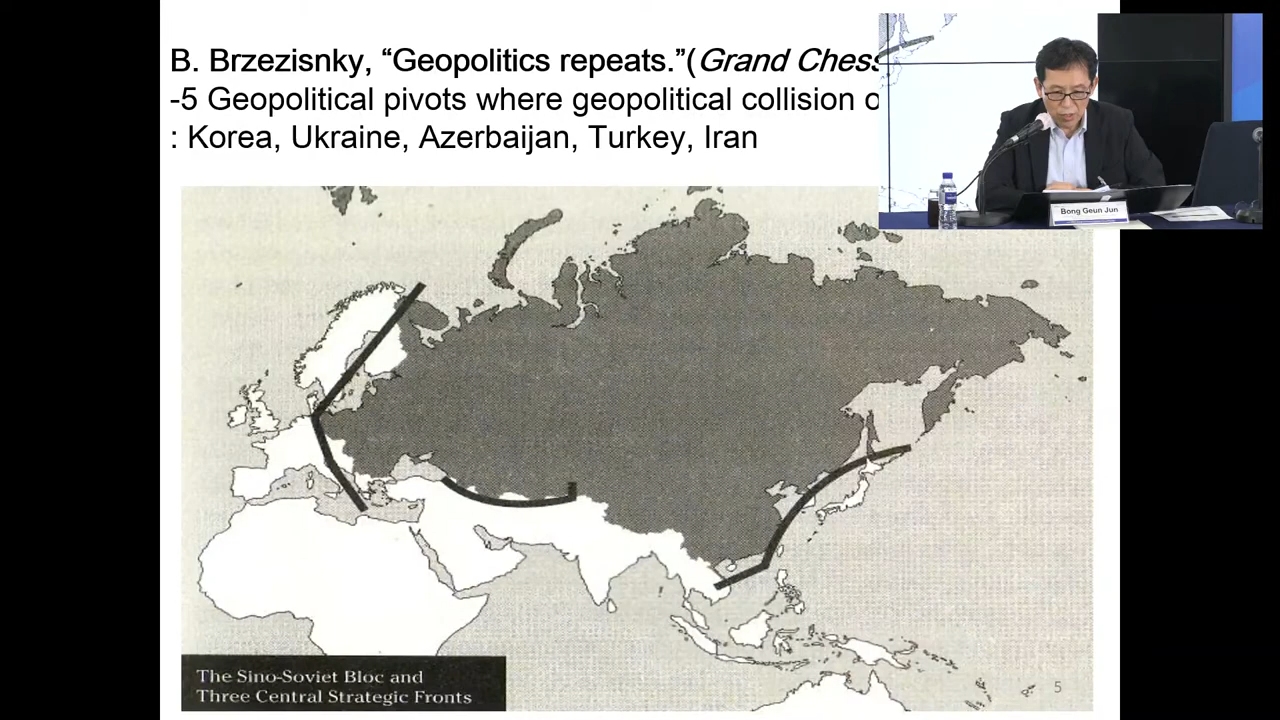 B. Brzezisnky, “Geopolitics repeats.”(Grand Chess
-5 Geopolitical pivots where geopolitical collision
: Korea, Ukraine, Azerbaijan, Turkey, Iran
Bong Geun Jun
The Sino-Soviet Bloc and
Three Central Strategic Fronts
5